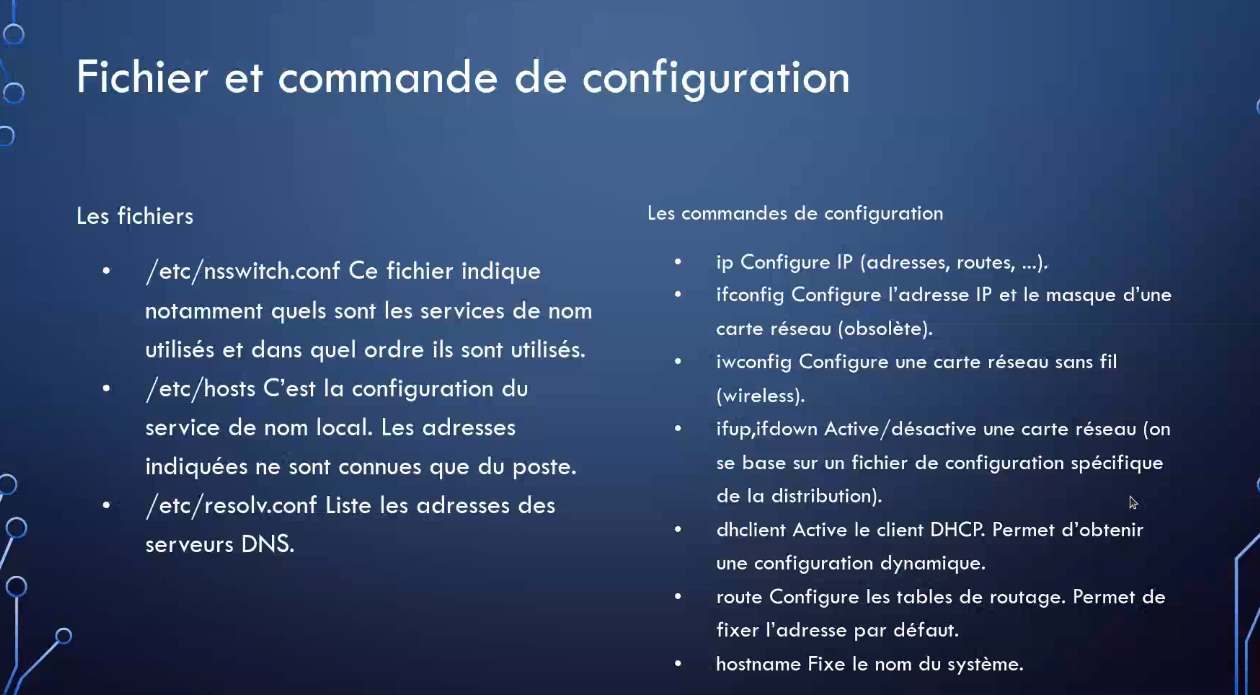 Fichier et commande de configuration
Les fichiers
• /etc/nsswitch.conf Ce fichier indique
notamment quels sont les services de nom
utilisés et dans quel ordre ils sont utilisés.
• /etc/hosts C'est la configuration du
service de nom local. Les adresses
indiquées ne sont connues que du poste.
• /etc/resolv.conf Liste les adresses des
serveurs DNS.
Les commandes de configuration
• ip Configure IP (adresses, routes, ...).
• ifconfig Configure l'adresse IP et le masque d'une
carte réseau (obsolète).
• iwconfig Configure une carte réseau sans fil
(wireless).
• ifup,ifdown Active/désactive une carte réseau (on
se base sur un fichier de configuration spécifique
de la distribution).
• dhclient Active le client DHCP. Permet d'obtenir
une configuration dynamique.
• route Configure les tables de routage. Permet de
fixer l'adresse par défaut.
• hostname Fixe le nom du système.